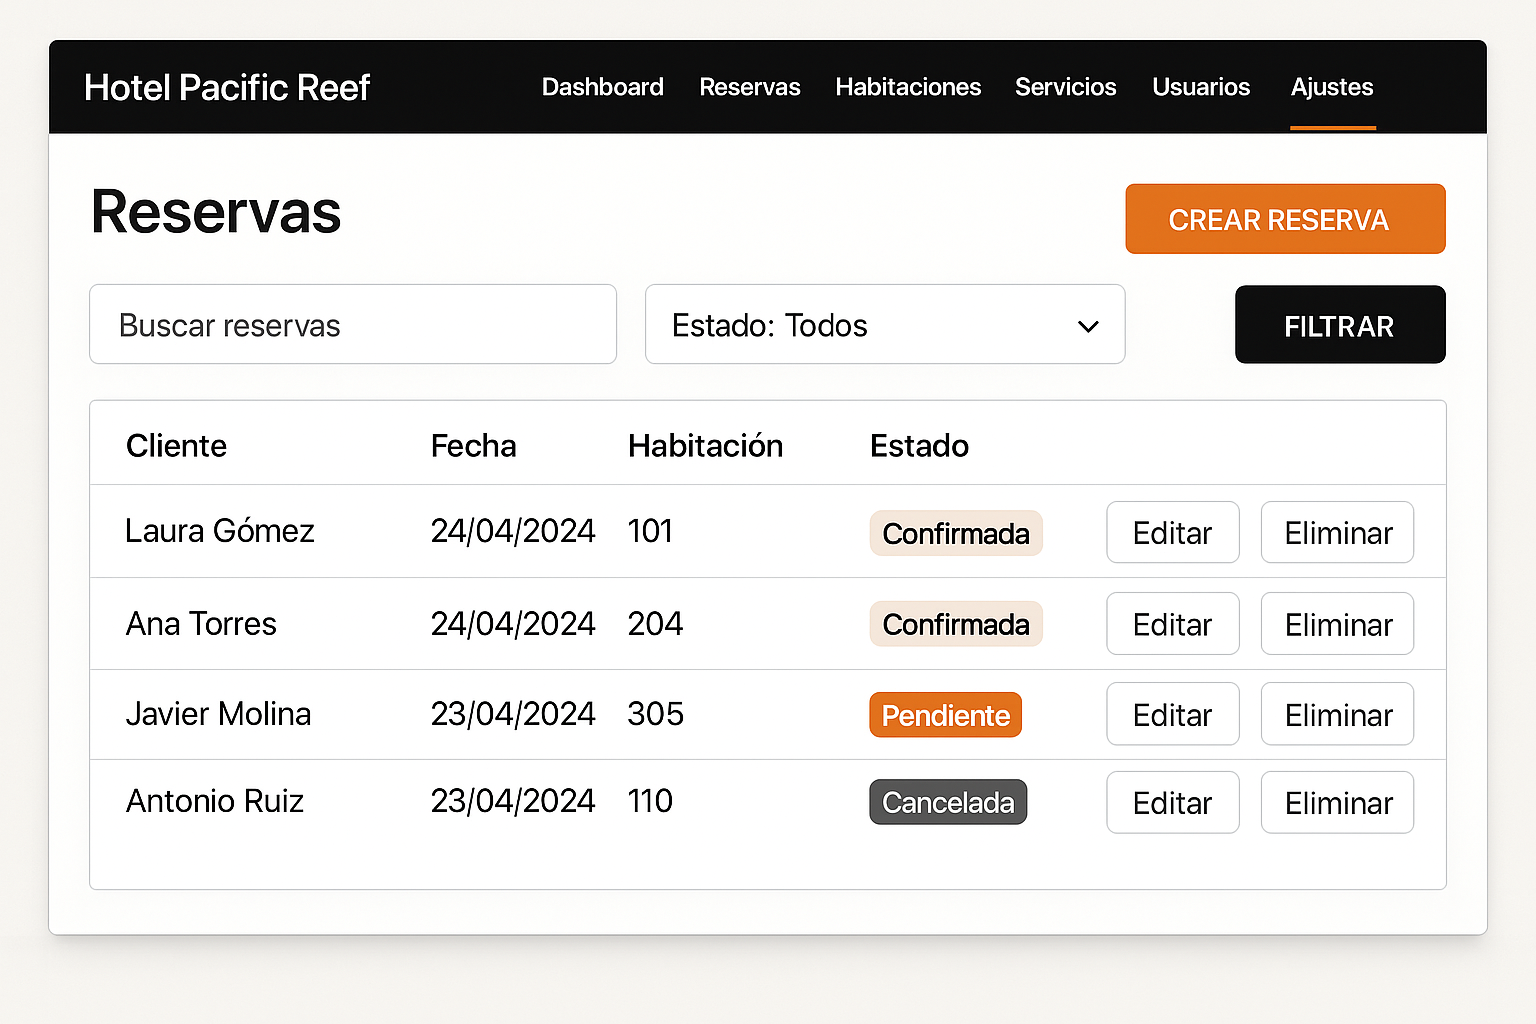 Hotel Pacific Reef Dashboard Reservas Habitaciones Servicios Usuarios Ajustes
Reservas
CREAR RESERVA
Buscar reservas Estado: Todos FILTRAR
Cliente Fecha Habitación Estado
Laura Gómez 24/04/2024 101 Confirmada Editar Eliminar
Ana Torres 24/04/2024 204 Confirmada Editar Eliminar
Javier Molina 23/04/2024 305 Pendiente Editar Eliminar
Antonio Ruiz 23/04/2024 110 Cancelada Editar Eliminar